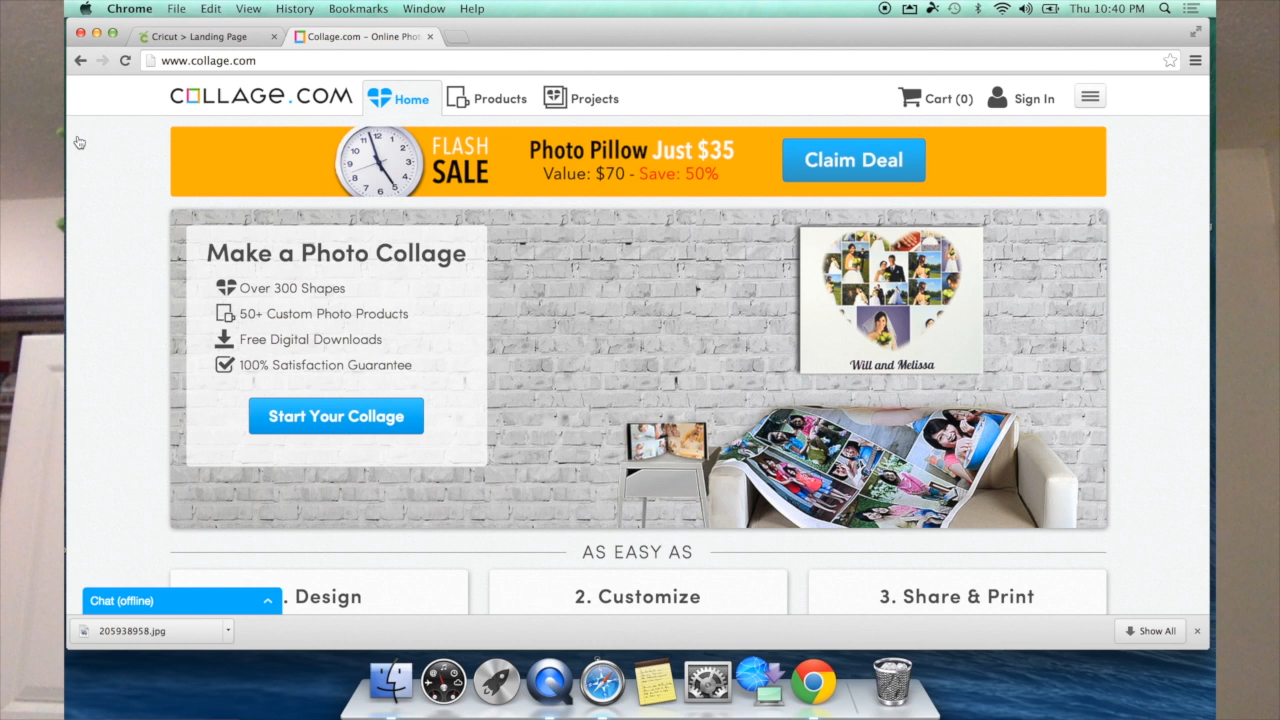 Chrome File Edit View History Bookmarks Window Help Thu 10:40 PM
Cricut > Landing Page
Collage.com - Online Phot
www.collage.com
COLLAGE.COM
Home
Products
Projects
Cart (0)
Sign In
FLASH
SALE
Photo Pillow Just $35
Value: $70 - Save: 50%
Claim Deal
Make a Photo Collage
Over 300 Shapes
50+ Custom Photo Products
Free Digital Downloads
100% Satisfaction Guarantee
Start Your Collage
Will and Melissa
AS EASY AS
. Design
2. Customize
3. Share & Print
Chat (offline)
205938958.jpg
Show All